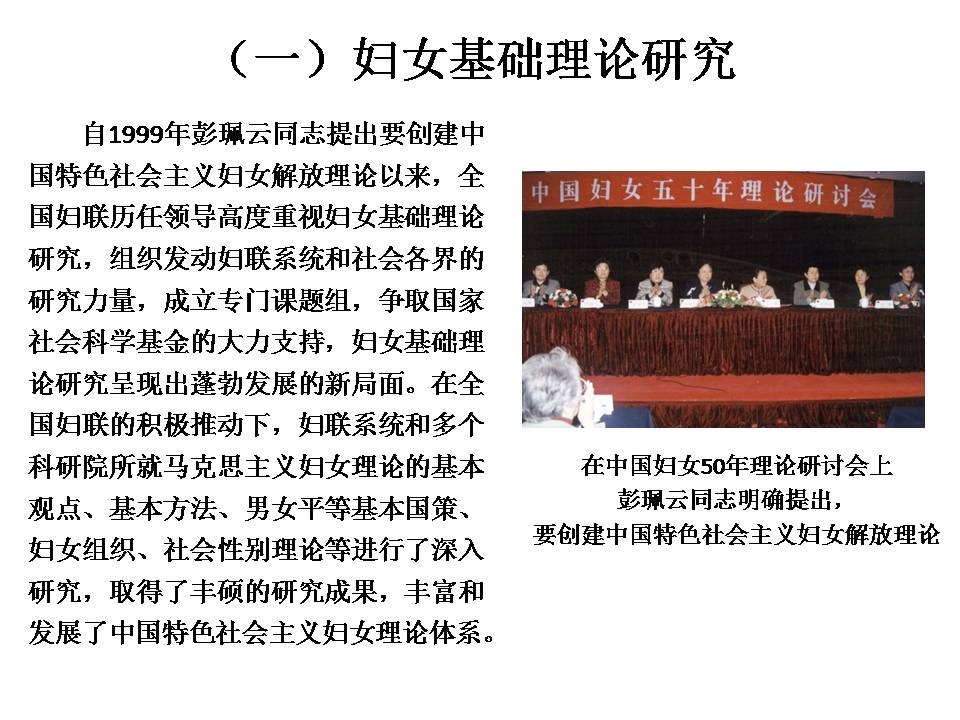 （一）妇女基础理论研究
自1999年彭珮云同志提出要创建中
国特色社会主义妇女解放理论以来，全
国妇联历任领导高度重视妇女基础理论
研究，组织发动妇联系统和社会各界的
研究力量，成立专门课题组，争取国家
社会科学基金的大力支持，妇女基础理
论研究呈现出蓬勃发展的新局面。在全
国妇联的积极推动下，妇联系统和多个
科研院所就马克思主义妇女理论的基本
观点、基本方法、男女平等基本国策、
妇女组织、社会性别理论等进行了深入
研究，取得了丰硕的研究成果，丰富和
发展了中国特色社会主义妇女理论体系。
中国妇女五十年理论研讨会
在中国妇女50年理论研讨会上
彭珮云同志明确提出，
要创建中国特色社会主义妇女解放理论